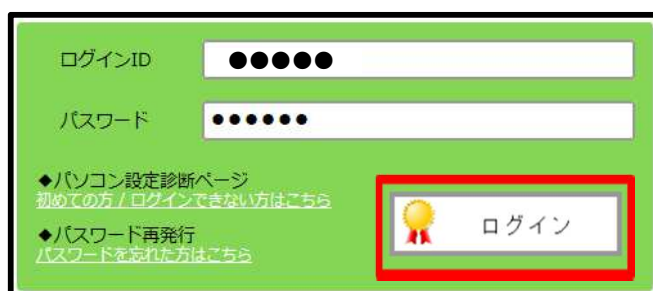 ログインID ●●●●●
パスワード ●●●●●●
◆パソコン設定診断ページ
初めての方 / ログインできない方はこちら
◆パスワード再発行
パスワードを忘れた方はこちら
ログイン